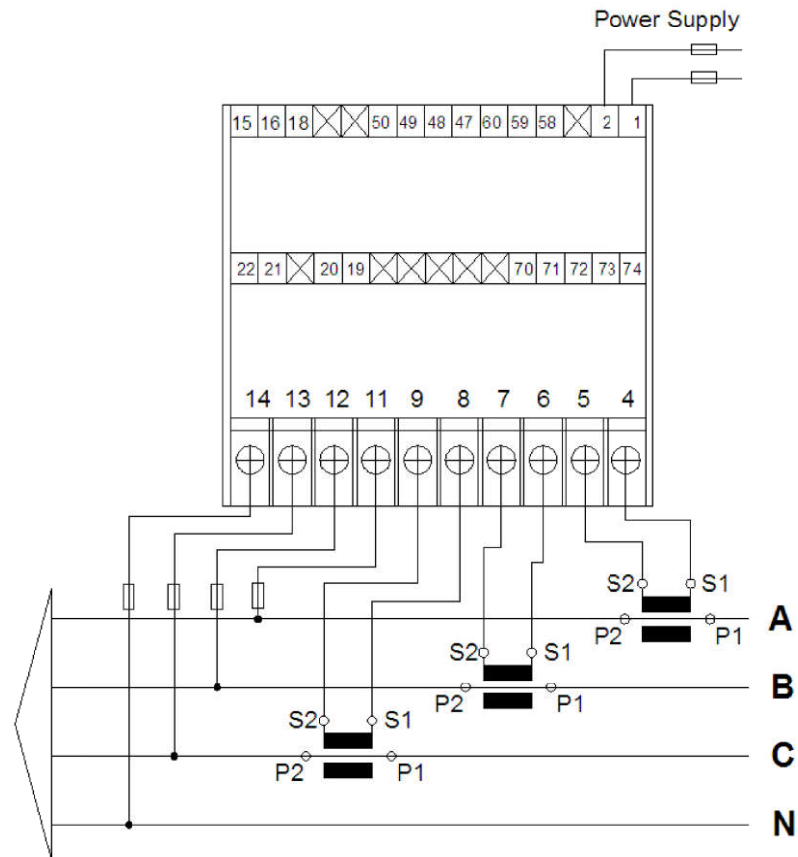 Power Supply
15 16 18 50 49 48 47 60 59 58 2 1
22 21 20 19 70 71 72 73 74
14 13 12 11 9 8 7 6 5 4
S2 S1
P2 P1 A
S2 S1
P2 P1 B
S2 S1
P2 P1 C
N